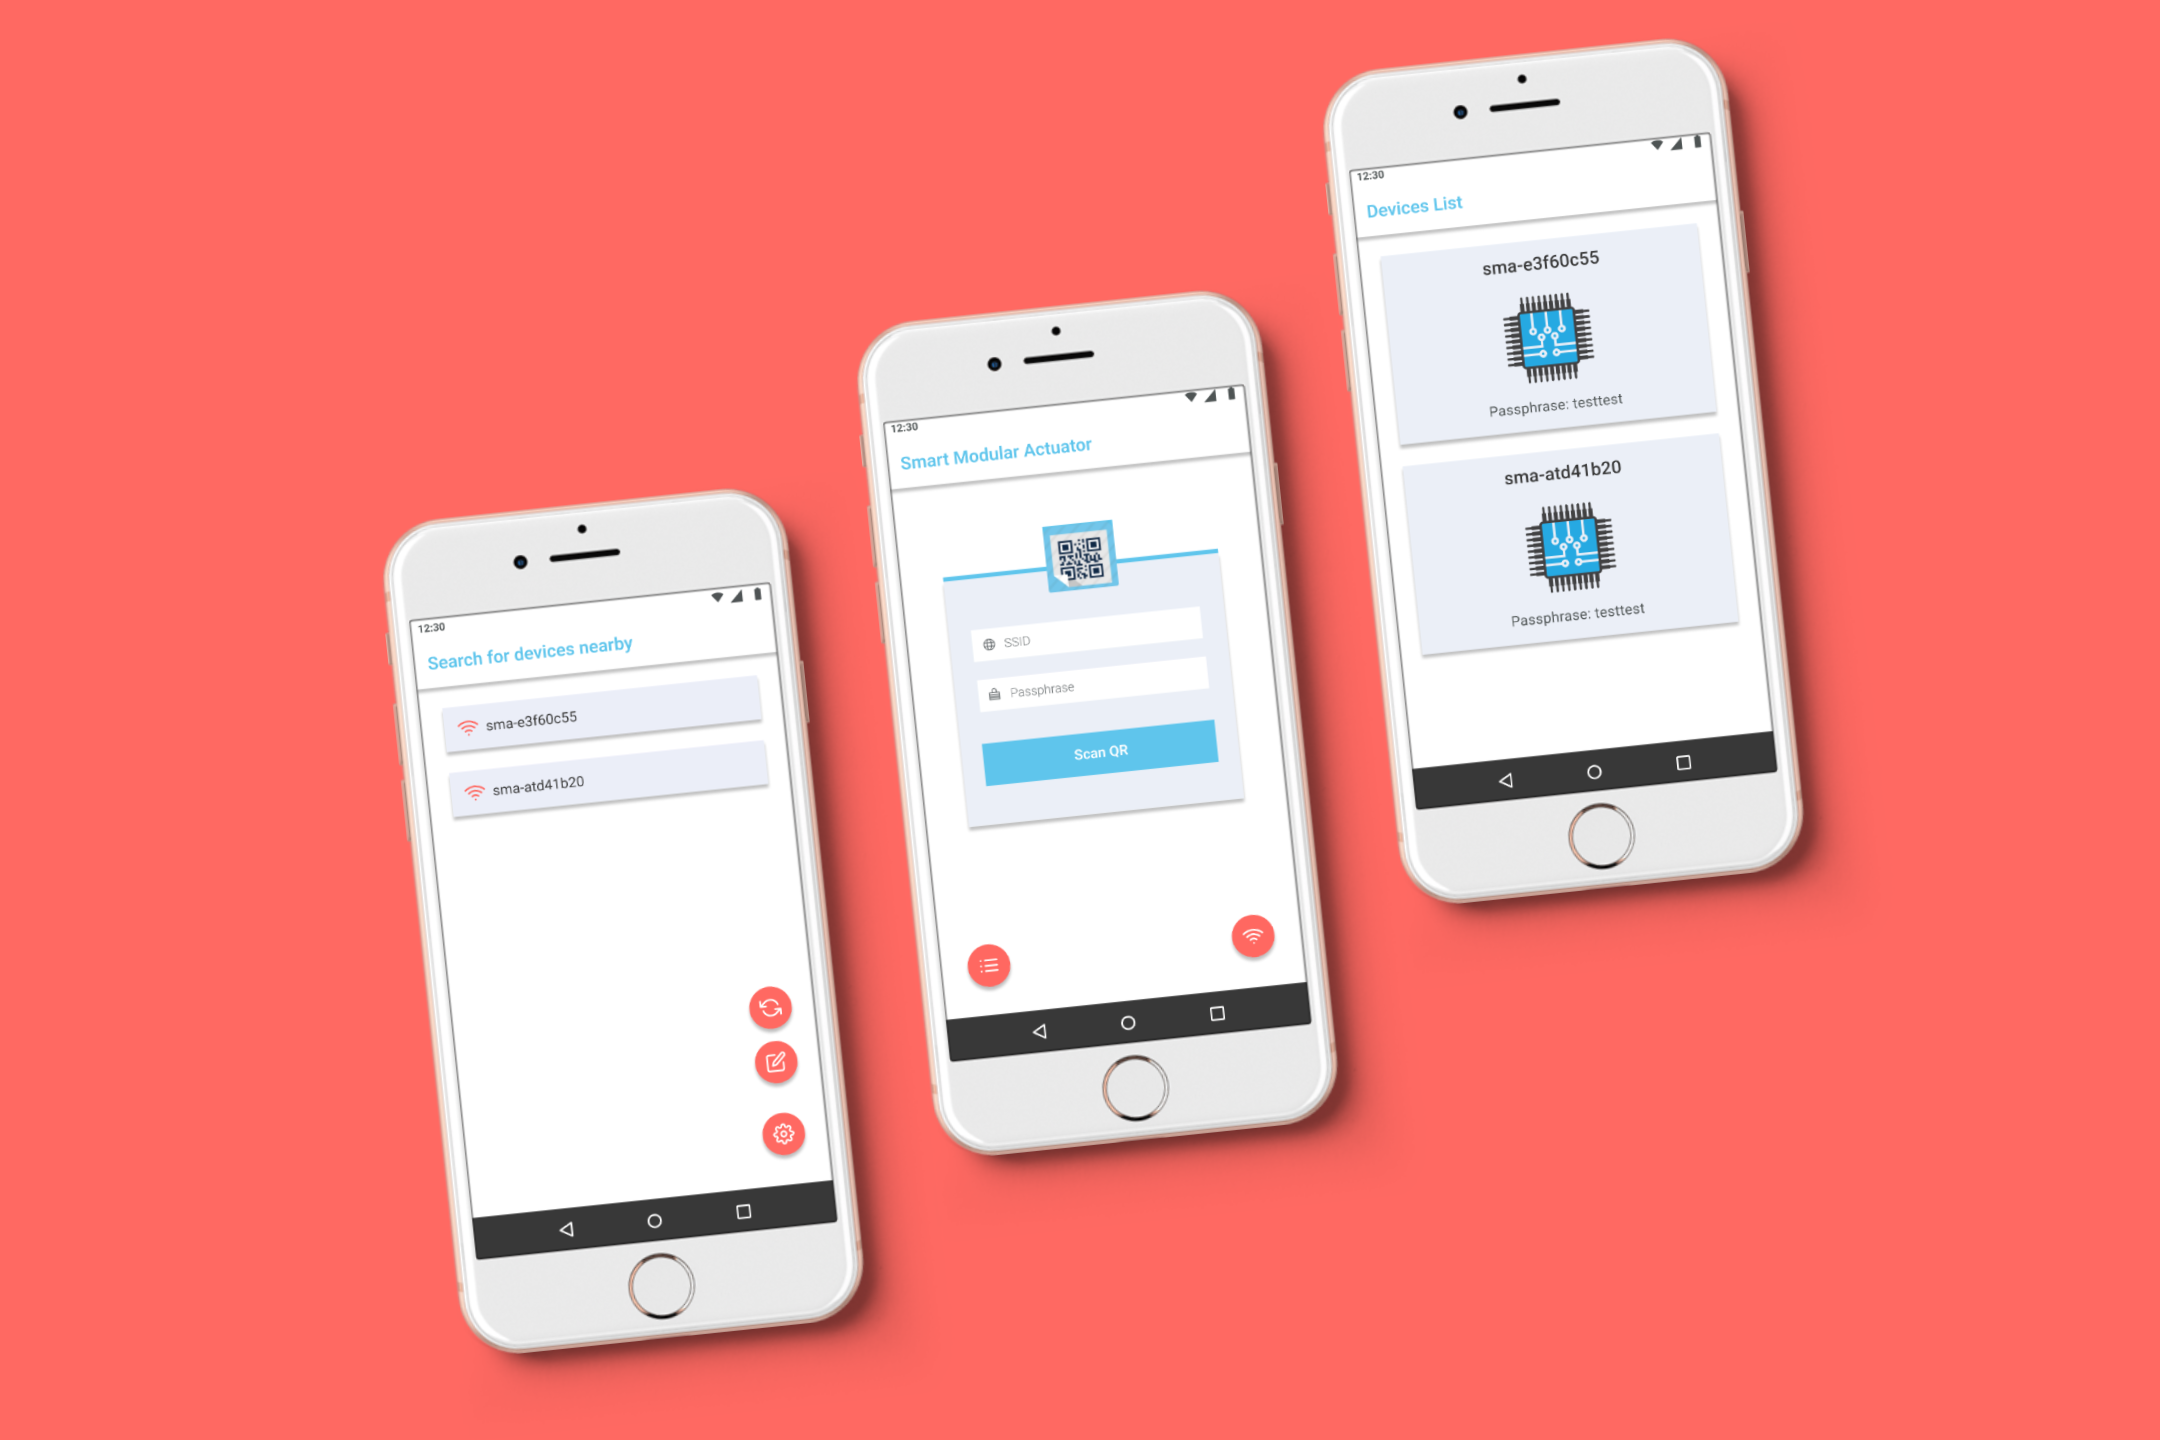 12:30
Search for devices nearby
sma-e3f60c55
sma-atd41b20
12:30
Smart Modular Actuator
SSID
Passphrase
Scan QR
12:30
Devices List
sma-e3f60c55
Passphrase: testtest
sma-atd41b20
Passphrase: testtest